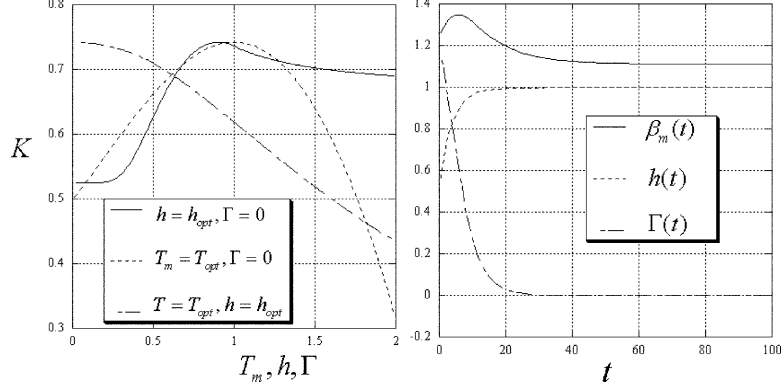 0.8
0.7
K
0.6
0.5
0.4
0.3
h = h_opt, Γ = 0
T_m = T_opt, Γ = 0
T = T_opt, h = h_opt
0 0.5 1 1.5 2
T_m, h, Γ
1.4
1.2
1
0.8
0.6
0.4
0.2
0
-0.2
β_m(t)
h(t)
Γ(t)
0 20 40 60 80 100
t